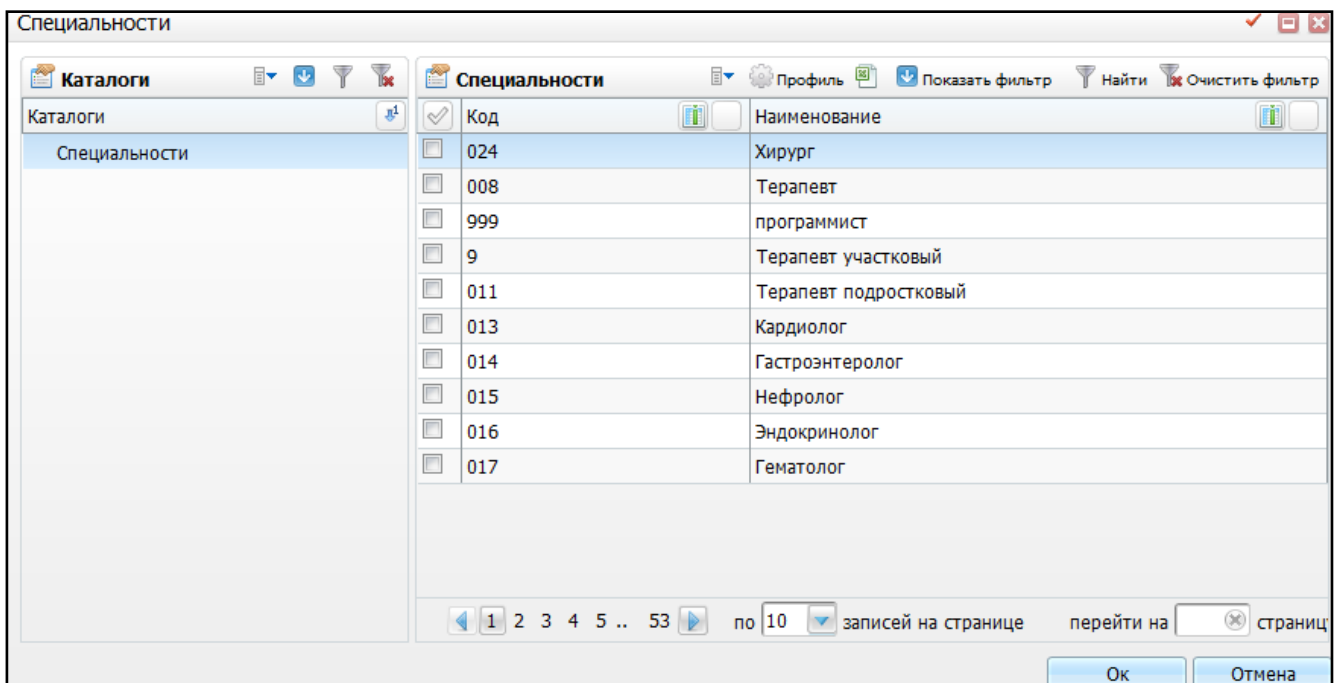 Специальности
Каталоги
Каталоги
Специальности
Специальности Профиль Показать фильтр Найти Очистить фильтр
Код Наименование
024 Хирург
008 Терапевт
999 программист
9 Терапевт участковый
011 Терапевт подростковый
013 Кардиолог
014 Гастроэнтеролог
015 Нефролог
016 Эндокринолог
017 Гематолог
1 2 3 4 5 .. 53 по 10 записей на странице перейти на страниц
Ок Отмена